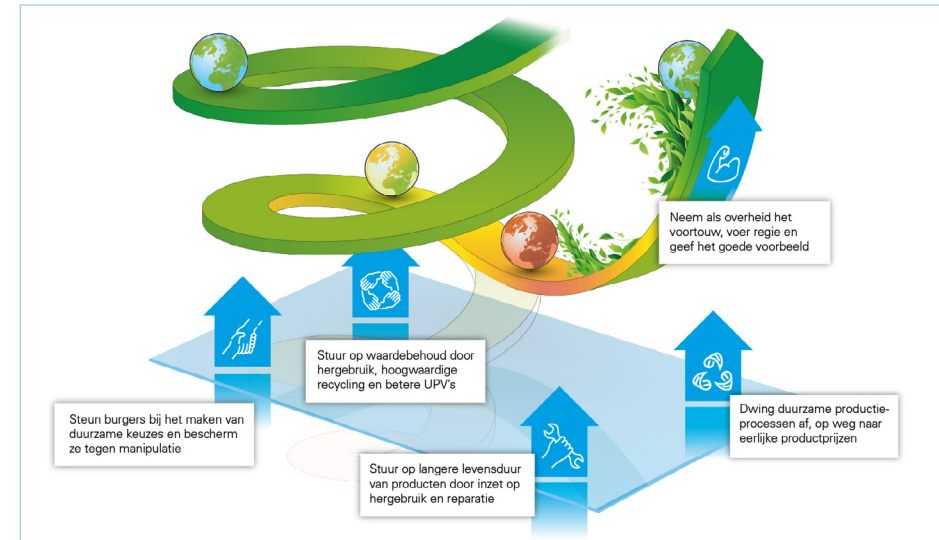 Neem als overheid het
voortouw, voer regie en
geef het goede voorbeeld
Stuur op waardebehoud door
hergebruik, hoogwaardige
recycling en betere UPV's
Steun burgers bij het maken van
duurzame keuzes en bescherm
ze tegen manipulatie
Dwing duurzame productie-
processen af, op weg naar
eerlijke productprijzen
Stuur op langere levensduur
van producten door inzet op
hergebruik en reparatie